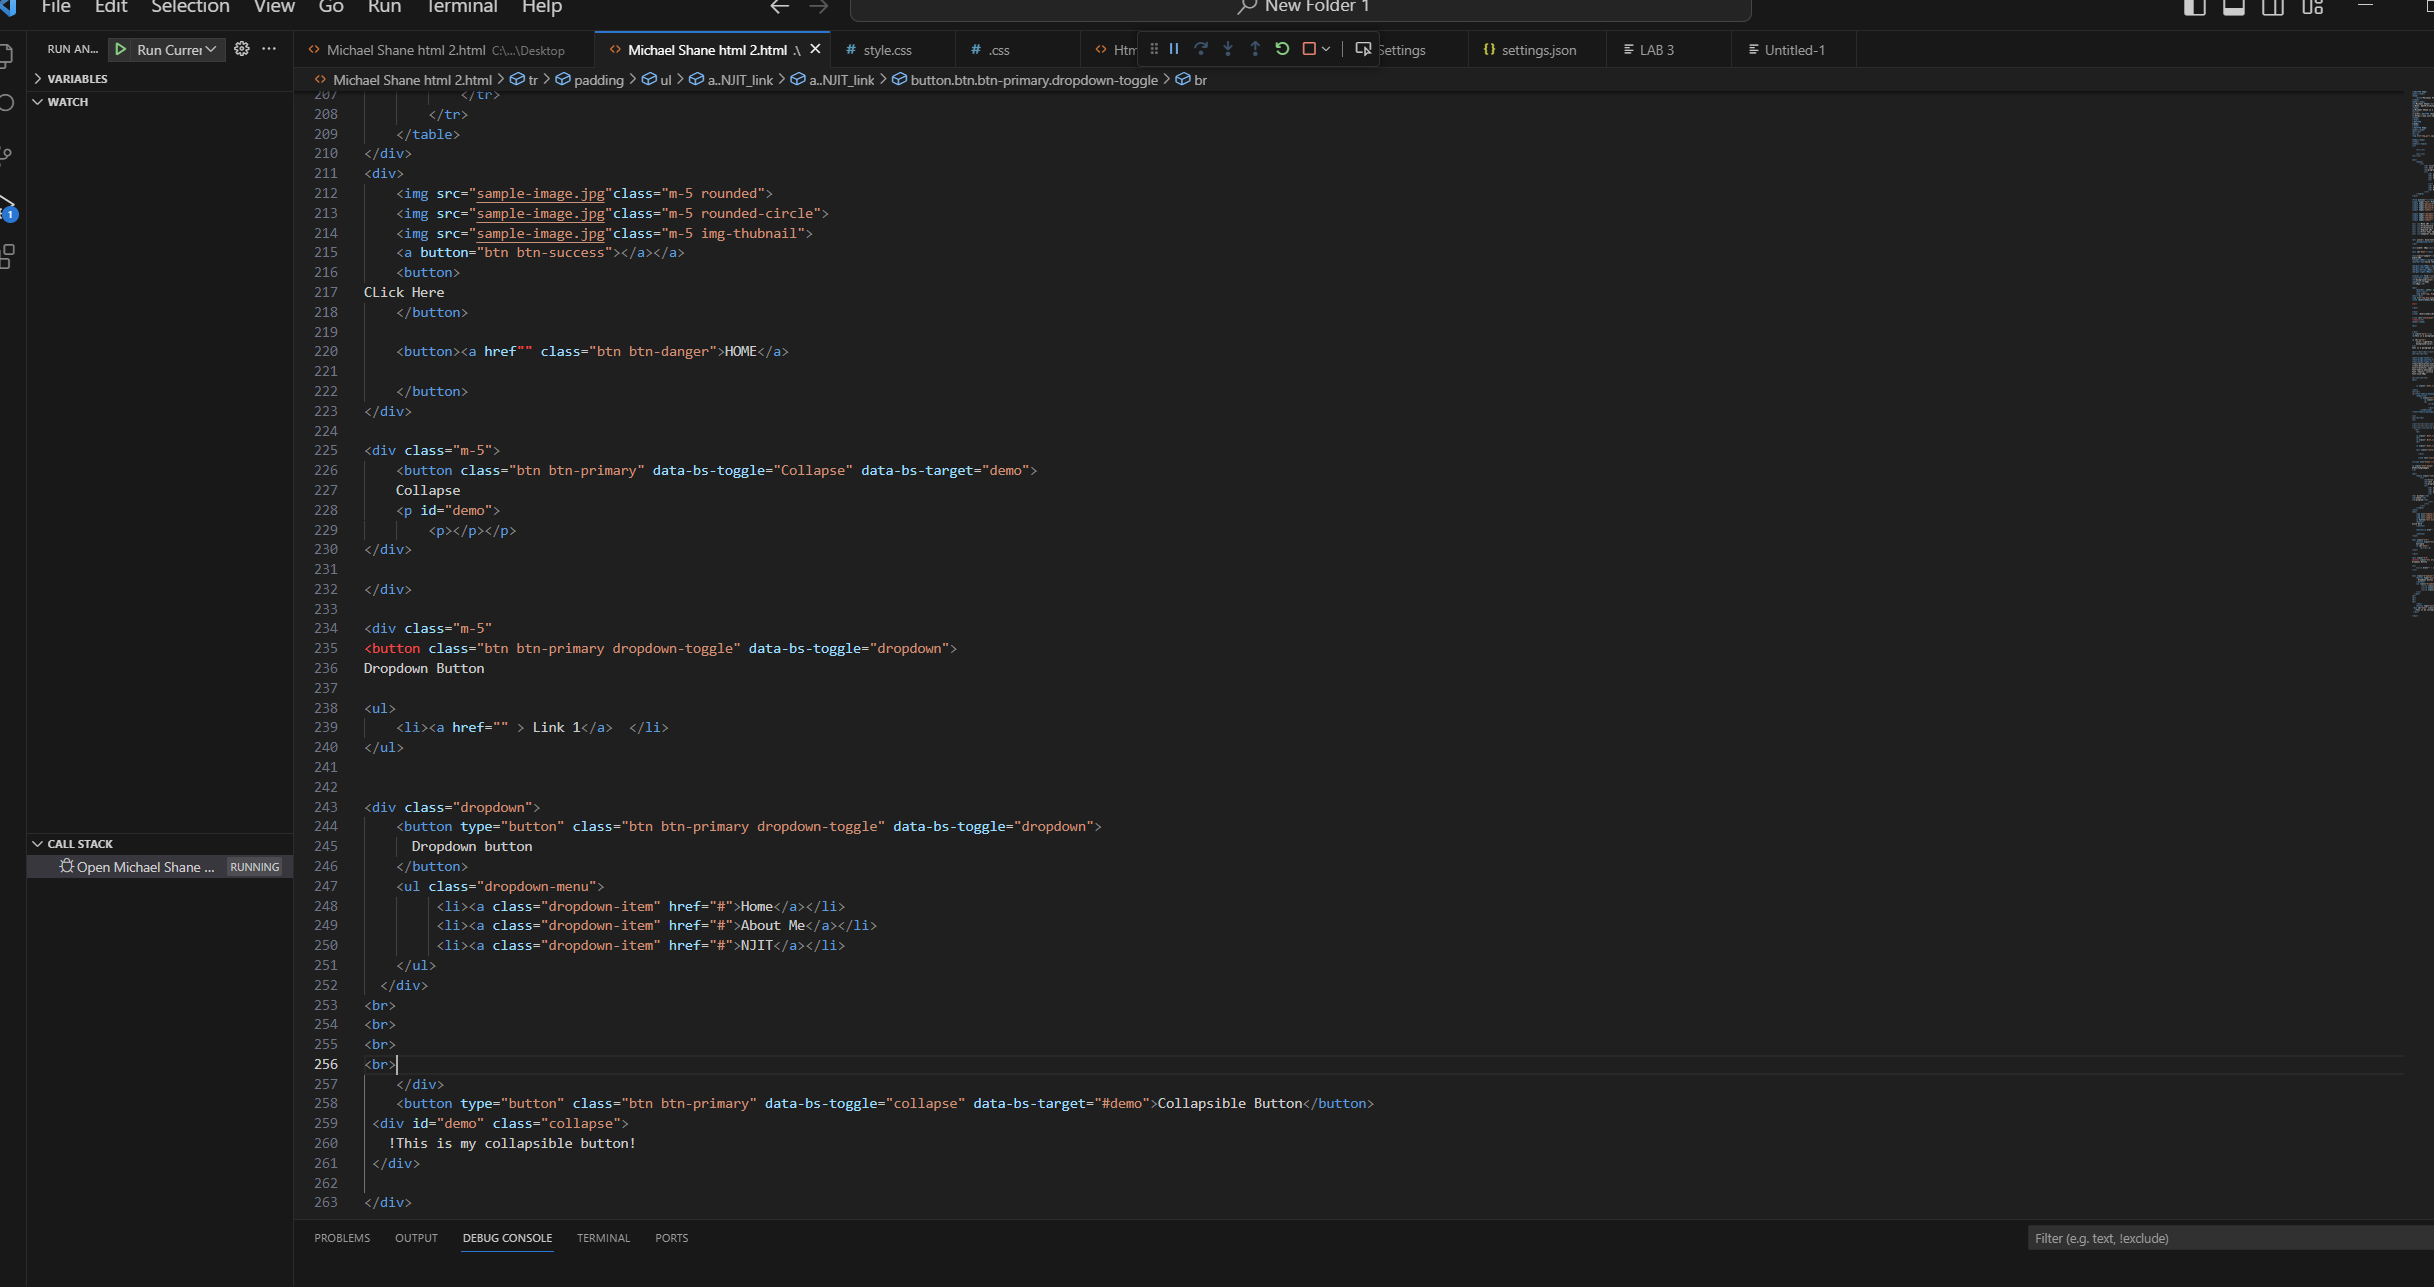 File Edit Selection View Go Run Terminal Help New Folder 1
RUN AN... Run Currer
Michael Shane html 2.html C:\...\Desktop Michael Shane html 2.html .\ style.css .css Htm Settings settings.json LAB 3 Untitled-1
Michael Shane html 2.html > tr > padding > ul > a..NJIT_link > a..NJIT_link > button.btn.btn-primary.dropdown-toggle > br
VARIABLES
WATCH
1
CALL STACK
Open Michael Shane ... RUNNING
207 </tr>
208 </tr>
209 </table>
210 </div>
211 <div>
212 <img src="sample-image.jpg"class="m-5 rounded">
213 <img src="sample-image.jpg"class="m-5 rounded-circle">
214 <img src="sample-image.jpg"class="m-5 img-thubnail">
215 <a button="btn btn-success"></a></a>
216 <button>
217 CLick Here
218 </button>
219
220 <button><a href"" class="btn btn-danger">HOME</a>
221
222 </button>
223 </div>
224
225 <div class="m-5">
226 <button class="btn btn-primary" data-bs-toggle="Collapse" data-bs-target="demo">
227 Collapse
228 <p id="demo">
229 <p></p></p>
230 </div>
231
232 </div>
233
234 <div class="m-5"
235 <button class="btn btn-primary dropdown-toggle" data-bs-toggle="dropdown">
236 Dropdown Button
237
238 <ul>
239 <li><a href="" > Link 1</a>  </li>
240 </ul>
241
242
243 <div class="dropdown">
244 <button type="button" class="btn btn-primary dropdown-toggle" data-bs-toggle="dropdown">
245 Dropdown button
246 </button>
247 <ul class="dropdown-menu">
248 <li><a class="dropdown-item" href="#">Home</a></li>
249 <li><a class="dropdown-item" href="#">About Me</a></li>
250 <li><a class="dropdown-item" href="#">NJIT</a></li>
251 </ul>
252 </div>
253 <br>
254 <br>
255 <br>
256 <br>
257 </div>
258 <button type="button" class="btn btn-primary" data-bs-toggle="collapse" data-bs-target="#demo">Collapsible Button</button>
259 <div id="demo" class="collapse">
260 !This is my collapsible button!
261 </div>
262
263 </div>
PROBLEMS OUTPUT DEBUG CONSOLE TERMINAL PORTS Filter (e.g. text, !exclude)